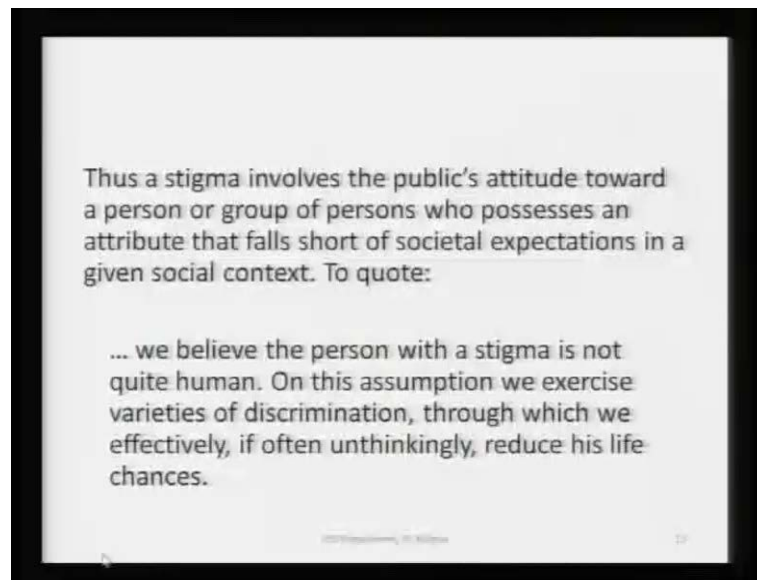 Thus a stigma involves the public's attitude toward
a person or group of persons who possesses an
attribute that falls short of societal expectations in a
given social context. To quote:
... we believe the person with a stigma is not
quite human. On this assumption we exercise
varieties of discrimination, through which we
effectively, if often unthinkingly, reduce his life
chances.